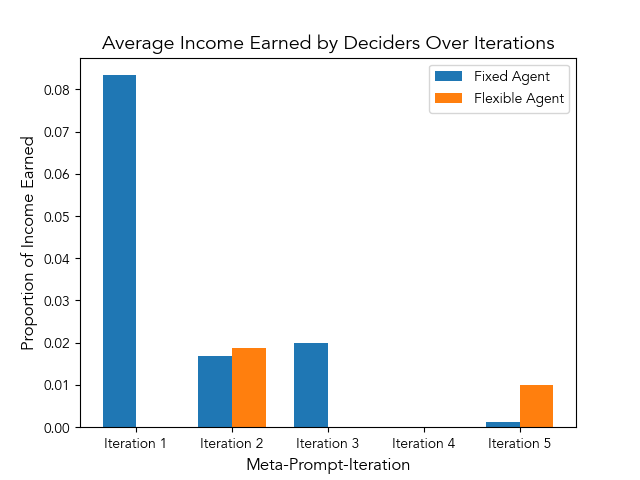 Average Income Earned by Deciders Over Iterations
Fixed Agent
Flexible Agent
Proportion of Income Earned
0.08
0.07
0.06
0.05
0.04
0.03
0.02
0.01
0.00
Iteration 1 Iteration 2 Iteration 3 Iteration 4 Iteration 5
Meta-Prompt-Iteration